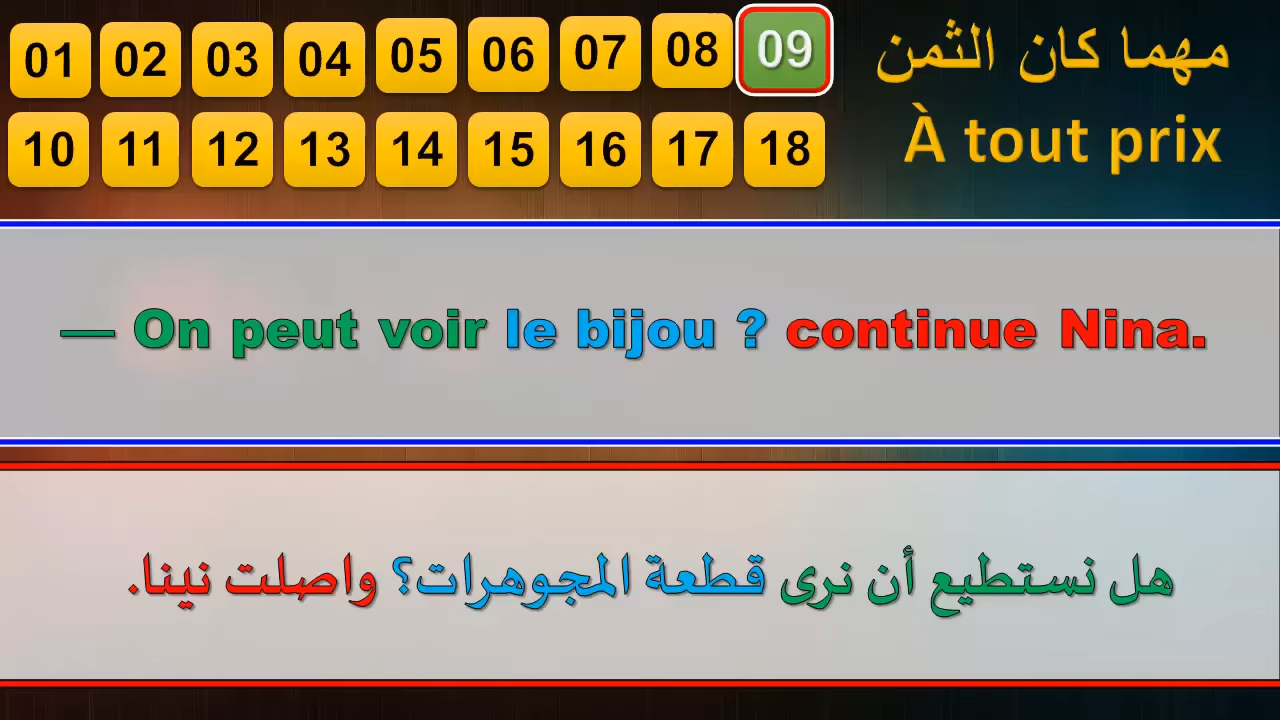 01 02 03 04 05 06 07 08 09
10 11 12 13 14 15 16 17 18
مهما كان الثمن
À tout prix
— On peut voir le bijou ? continue Nina.
هل نستطيع أن نرى قطعة المجوهرات؟ واصلت نينا.